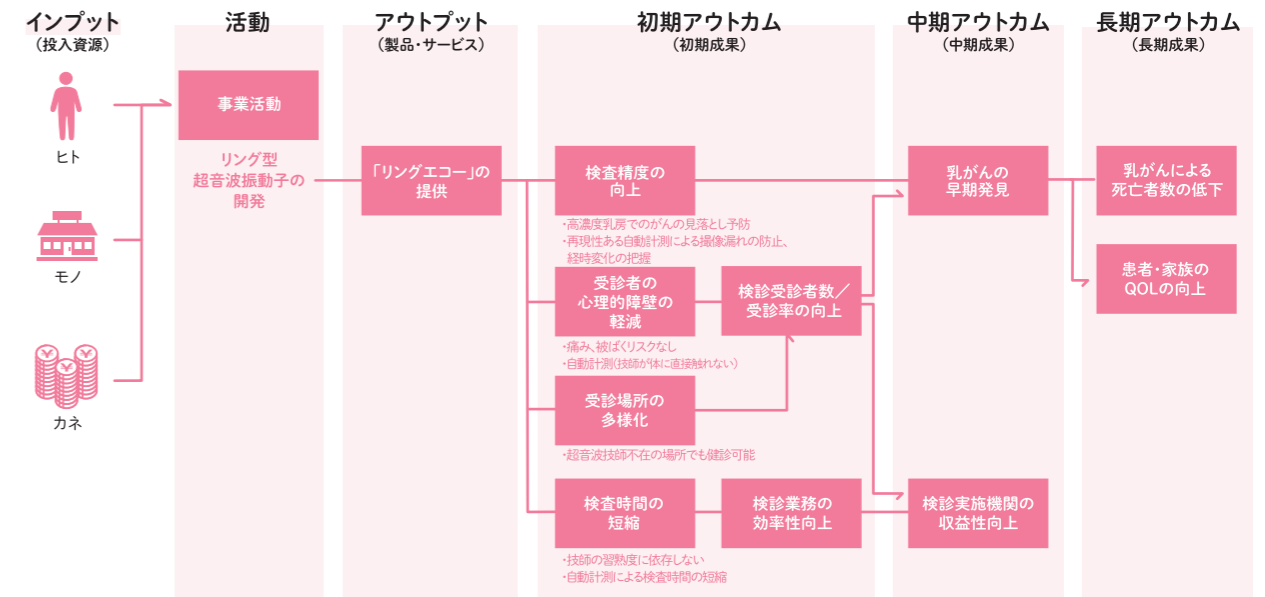 インプット
（投入資源）
ヒト
モノ
カネ
活動
事業活動
リング型
超音波振動子の
開発
アウトプット
（製品・サービス）
「リングエコー」の
提供
初期アウトカム
（初期成果）
検査精度の
向上
・高濃度乳房でのがんの見落とし予防
・再現性ある自動計測による撮像漏れの防止、
経時変化の把握
受診者の
心理的障壁の
軽減
・痛み、被ばくリスクなし
・自動計測（技師が体に直接触れない）
検診受診者数／
受診率の向上
受診場所の
多様化
・超音波技師不在の場所でも健診可能
検査時間の
短縮
・技師の習熟度に依存しない
・自動計測による検査時間の短縮
検診業務の
効率性向上
中期アウトカム
（中期成果）
乳がんの
早期発見
検診実施機関の
収益性向上
長期アウトカム
（長期成果）
乳がんによる
死亡者数の低下
患者・家族の
QOLの向上